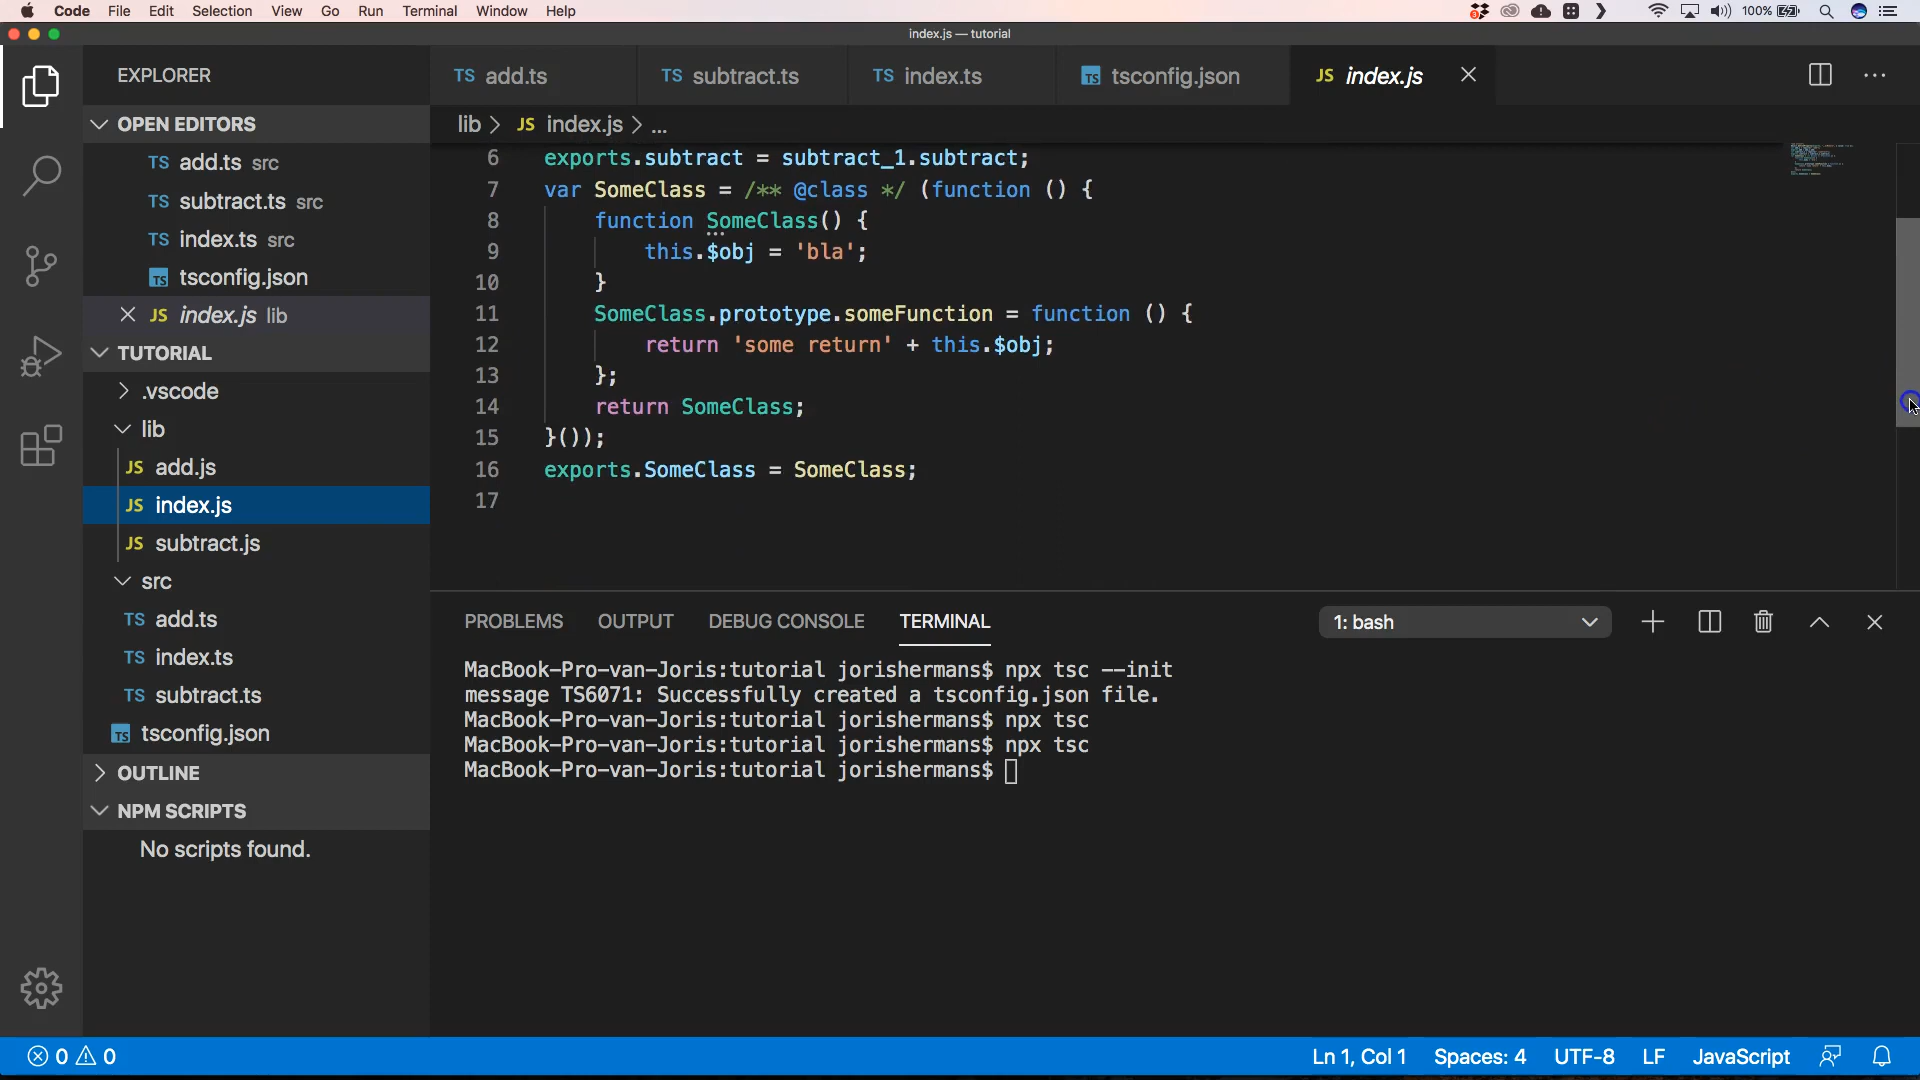 Code File Edit Selection View Go Run Terminal Window Help
3
100%
index.js — tutorial
EXPLORER
OPEN EDITORS
TS add.ts src
TS subtract.ts src
TS index.ts src
TS tsconfig.json
JS index.js lib
TUTORIAL
.vscode
lib
JS add.js
JS index.js
JS subtract.js
src
TS add.ts
TS index.ts
TS subtract.ts
TS tsconfig.json
OUTLINE
NPM SCRIPTS
No scripts found.
TS add.ts
TS subtract.ts
TS index.ts
TS tsconfig.json
JS index.js
lib > JS index.js > ...
6 exports.subtract = subtract_1.subtract;
7 var SomeClass = /** @class */ (function () {
8 function SomeClass() {
9 this.$obj = 'bla';
10 }
11 SomeClass.prototype.someFunction = function () {
12 return 'some return' + this.$obj;
13 };
14 return SomeClass;
15 }());
16 exports.SomeClass = SomeClass;
17
PROBLEMS OUTPUT DEBUG CONSOLE TERMINAL
1: bash
MacBook-Pro-van-Joris:tutorial jorishermans$ npx tsc --init
message TS6071: Successfully created a tsconfig.json file.
MacBook-Pro-van-Joris:tutorial jorishermans$ npx tsc
MacBook-Pro-van-Joris:tutorial jorishermans$ npx tsc
MacBook-Pro-van-Joris:tutorial jorishermans$
0 0
Ln 1, Col 1 Spaces: 4 UTF-8 LF JavaScript